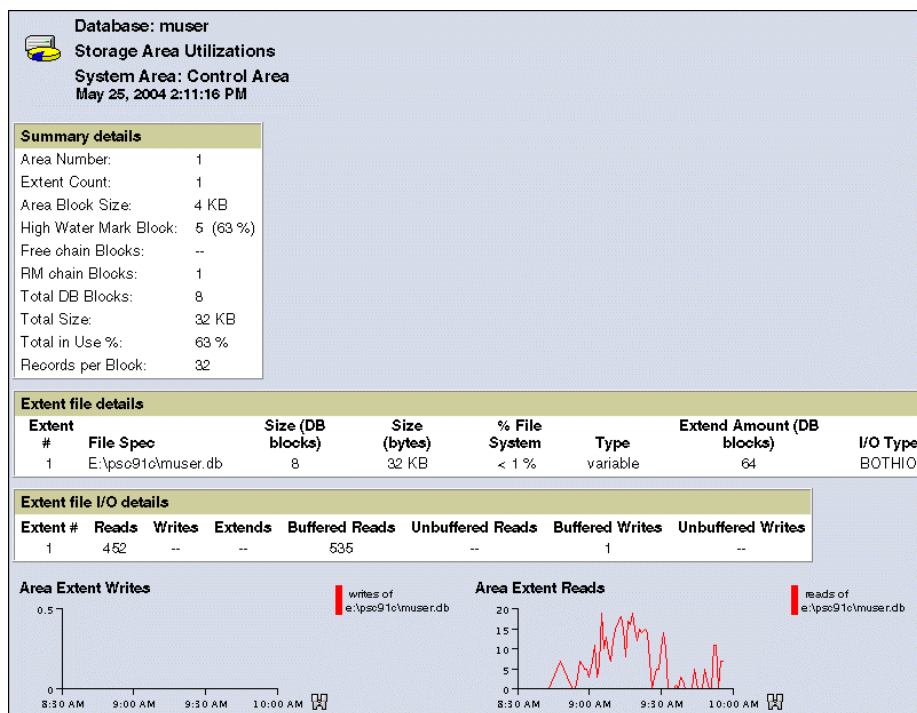 Database: muser
Storage Area Utilizations
System Area: Control Area
May 25, 2004 2:11:16 PM
Summary details
Area Number: 1
Extent Count: 1
Area Block Size: 4 KB
High Water Mark Block: 5 (63 %)
Free chain Blocks: --
RM chain Blocks: 1
Total DB Blocks: 8
Total Size: 32 KB
Total in Use %: 63 %
Records per Block: 32
Extent file details
Extent # File Spec Size (DB blocks) Size (bytes) % File System Type Extend Amount (DB blocks) I/O Type
1 E:\psc91c\muser.db 8 32 KB < 1 % variable 64 BOTHIO
Extent file I/O details
Extent # Reads Writes Extends Buffered Reads Unbuffered Reads Buffered Writes Unbuffered Writes
1 452 -- -- 535 -- 1 --
Area Extent Writes
writes of
e:\psc91c\muser.db
0.5
0
8:30 AM 9:00 AM 9:30 AM 10:00 AM
Area Extent Reads
reads of
e:\psc91c\muser.db
20
15
10
5
0
8:30 AM 9:00 AM 9:30 AM 10:00 AM